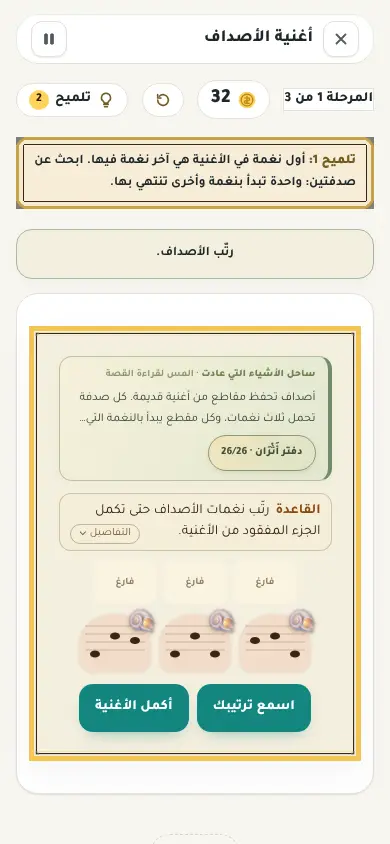 أغنية الأصداف
المرحلة 1 من 3
32
تلميح 2
تلميح 1: أول نغمة في الأغنية هي آخر نغمة فيها. ابحث عن
صدفتين: واحدة تبدأ بنغمة وأخرى تنتهي بها.
رتّب الأصداف.
ساحل الأشياء التي عادت · المس لقراءة القصة
أصداف تحفظ مقاطع من أغنية قديمة. كل صدفة
تحمل ثلاث نغمات، وكل مقطع يبدأ بالنغمة التي…
دفتر أَثَرَان · 26/26
القاعدة رتّب نغمات الأصداف حتى تكمل
الجزء المفقود من الأغنية.
التفاصيل
فارغ
فارغ
فارغ
اسمع ترتيبك
أكمل الأغنية